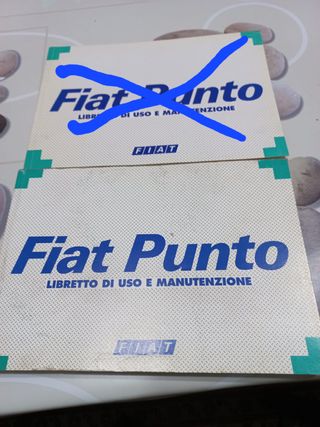 Fiat Punto
LIBRETTO DI USO E MANUTENZIONE
FIAT
Fiat Punto
LIBRETTO DI USO E MANUTENZIONE
FIAT